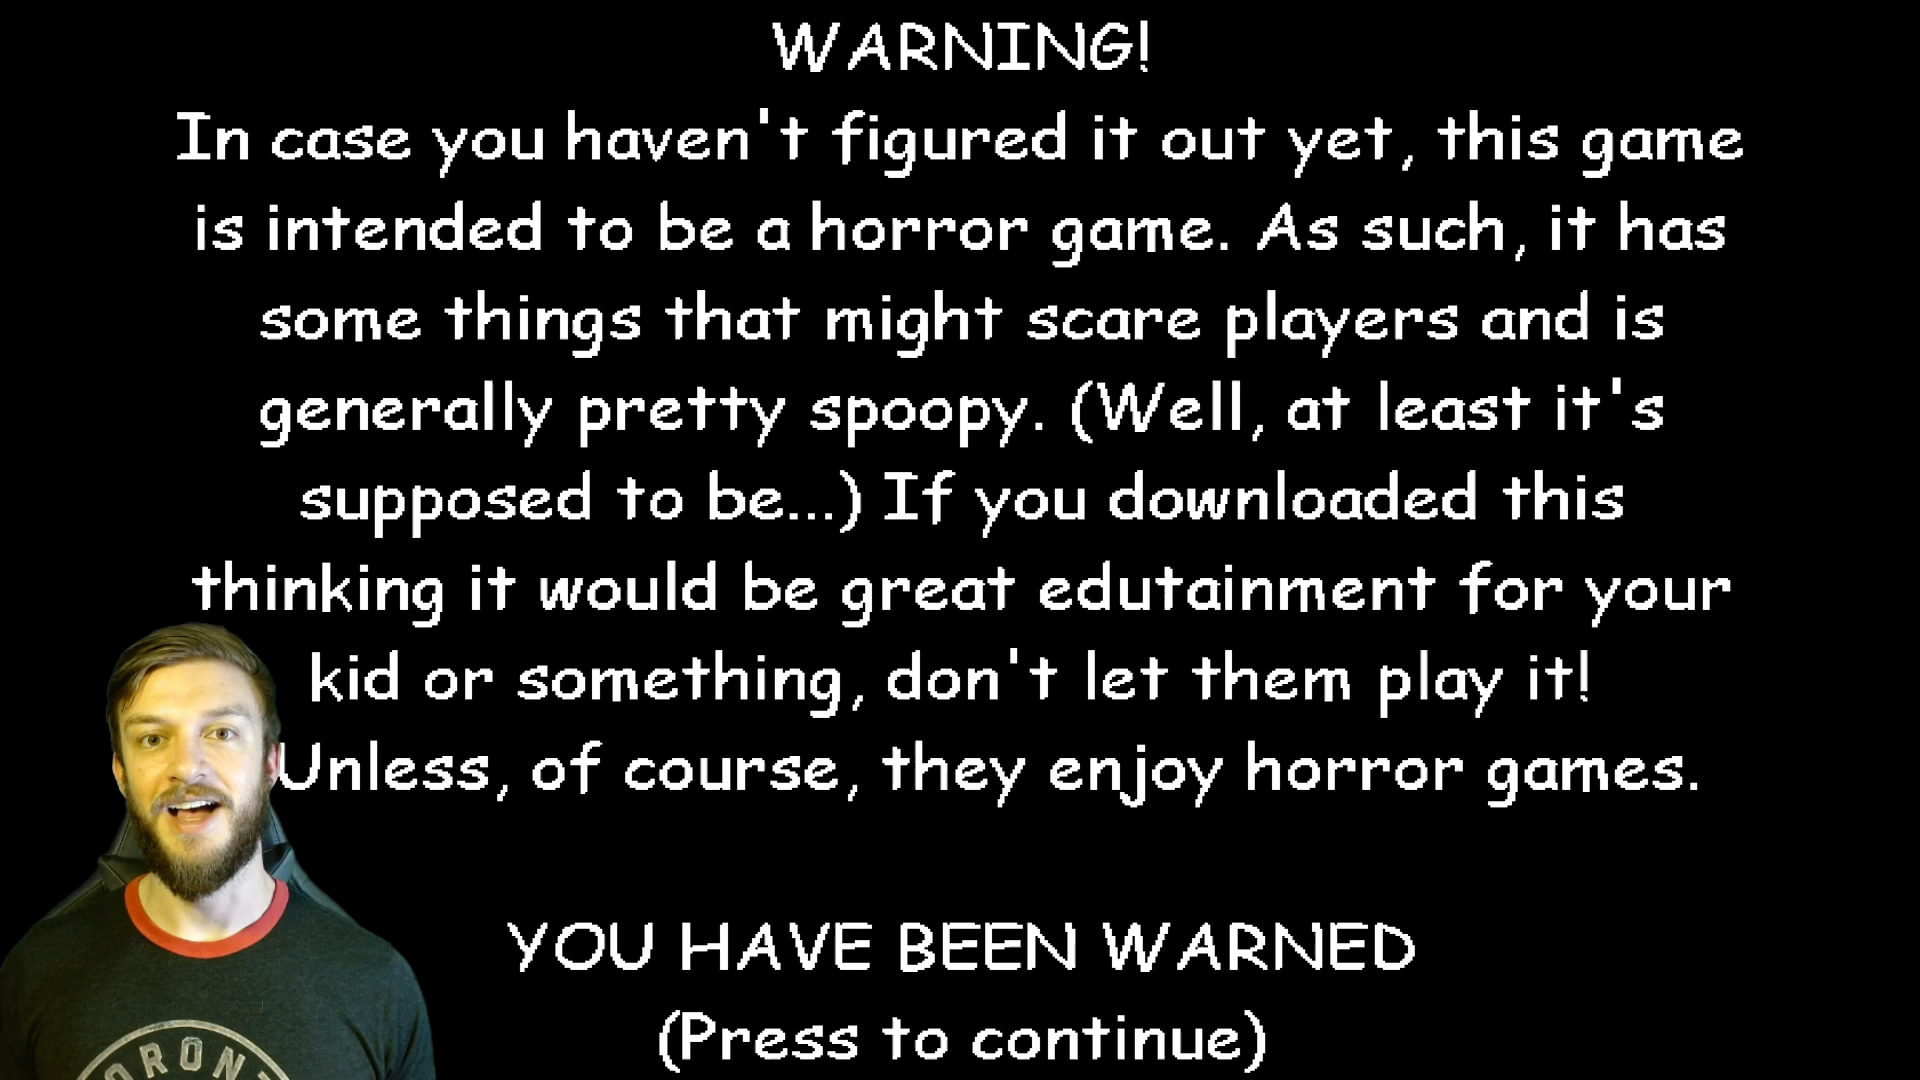 WARNING!
In case you haven't figured it out yet, this game
is intended to be a horror game. As such, it has
some things that might scare players and is
generally pretty spoopy. (Well, at least it's
supposed to be...) If you downloaded this
thinking it would be great edutainment for your
kid or something, don't let them play it!
Unless, of course, they enjoy horror games.
YOU HAVE BEEN WARNED
(Press to continue)